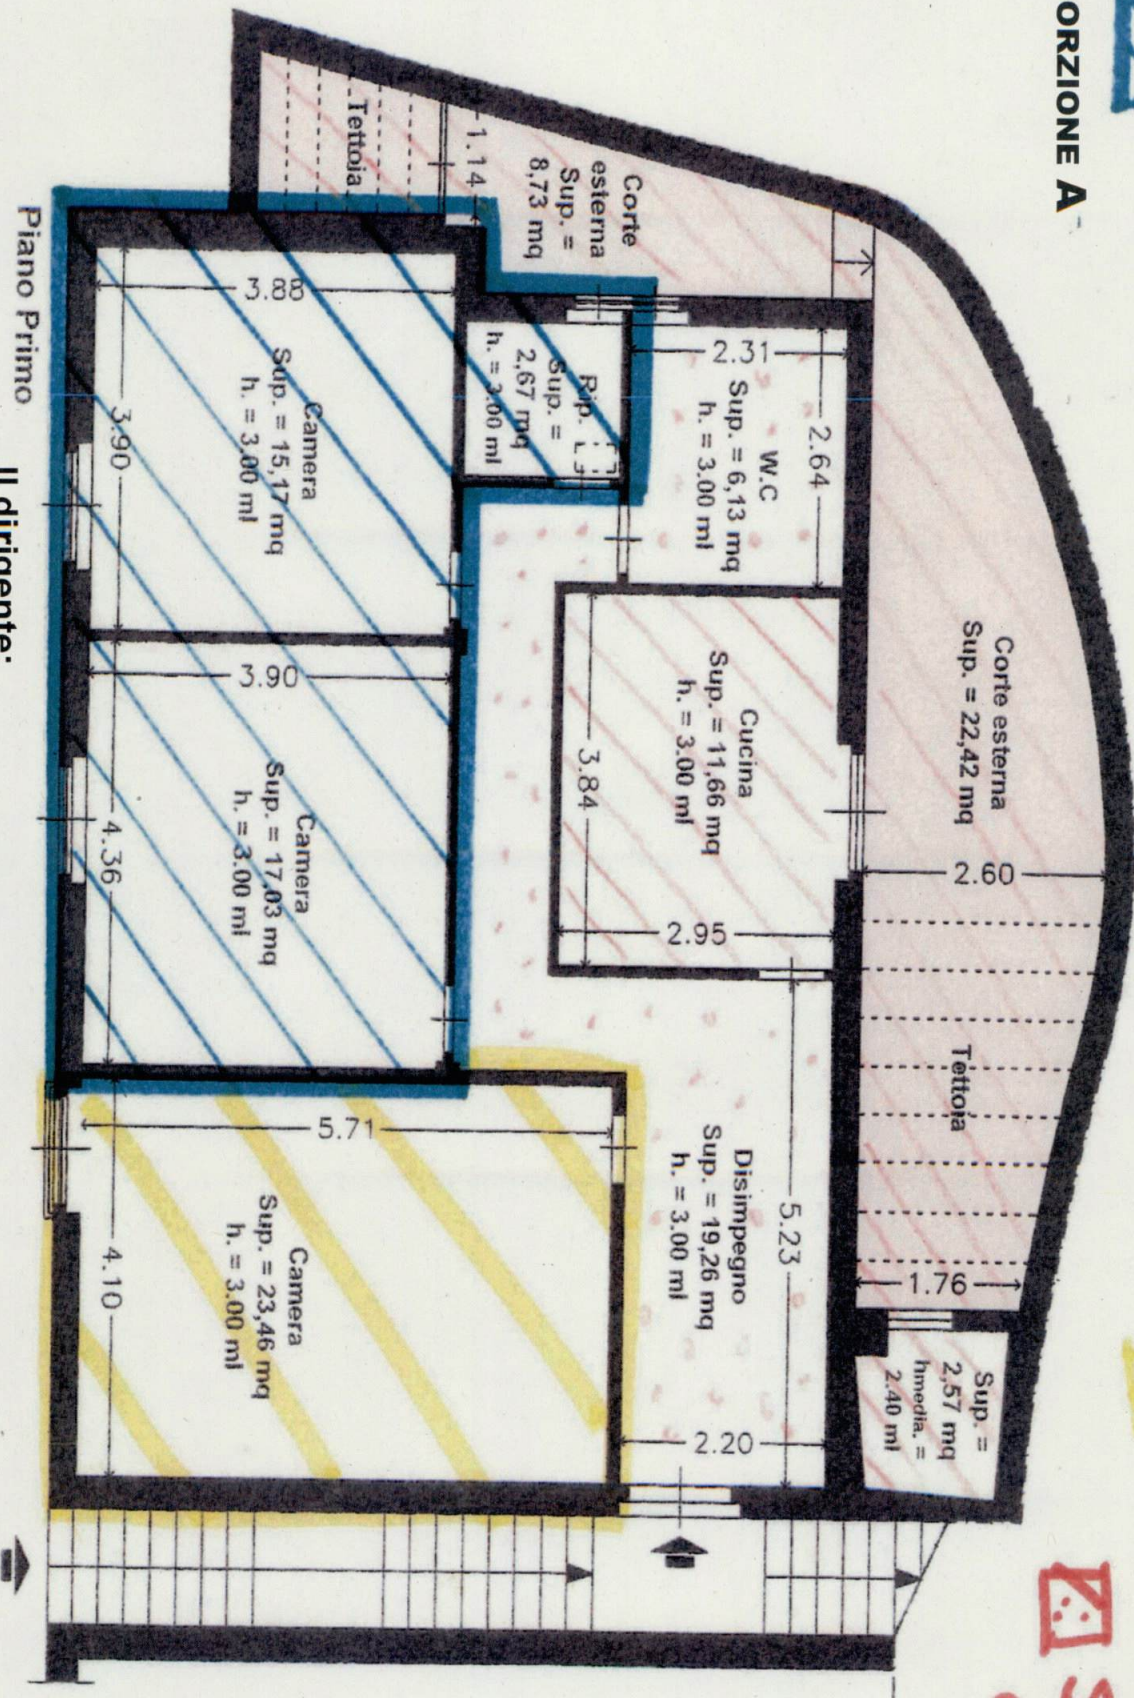 ORZIONE A
Tettoia
1.14
Corte
esterna
Sup. =
8,73 mq
3.88
Camera
Sup. = 15,17 mq
h. = 3,00 ml
3.90
Rip.
Sup. =
2,67 mq
h. = 3.00 ml
2.31
2.64
W.C
Sup. = 6,13 mq
h. = 3.00 ml
Corte esterna
Sup. = 22,42 mq
2.60
Cucina
Sup. = 11,66 mq
h. = 3.00 ml
3.84
2.95
3.90
Camera
Sup. = 17,03 mq
h. = 3.00 ml
4.36
Tettoia
1.76
Sup. =
2,57 mq
hmedia. =
2.40 ml
Disimpegno
Sup. = 19,26 mq
h. = 3.00 ml
5.23
2.20
5.71
Camera
Sup. = 23,46 mq
h. = 3.00 ml
4.10
Piano Primo
Il dirigente: